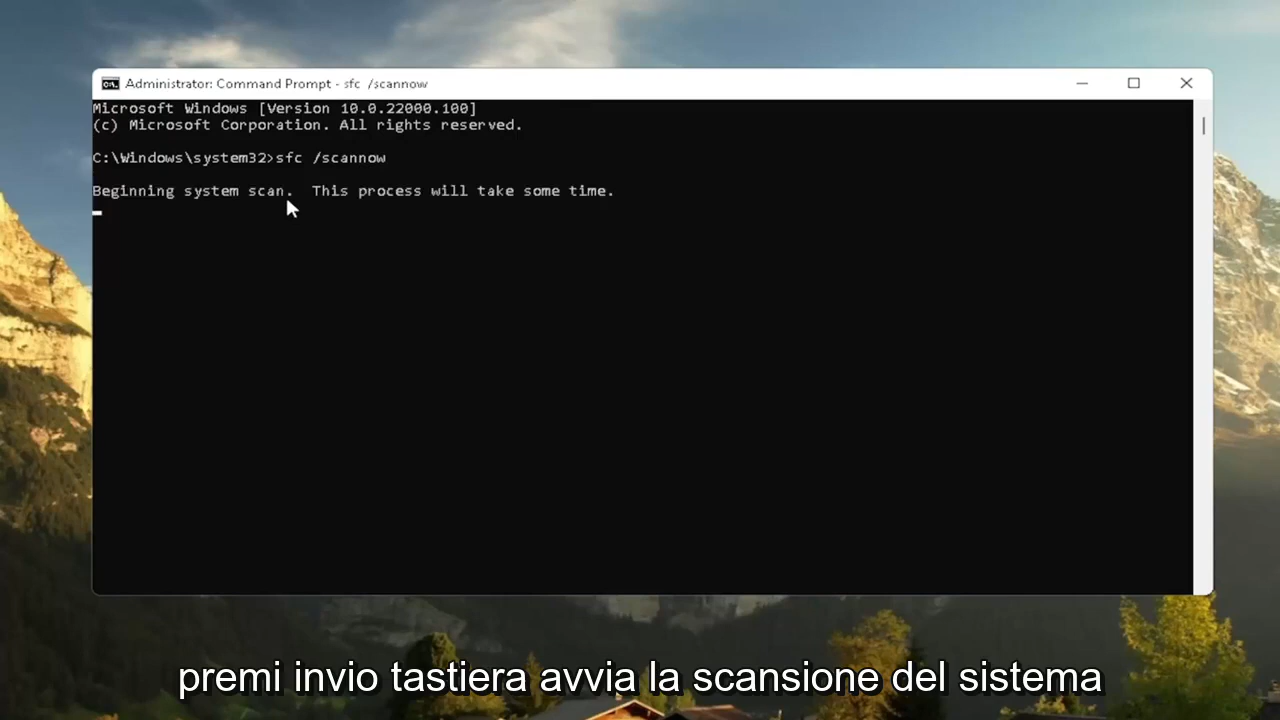 Administrator: Command Prompt - sfc /scannow
Microsoft Windows [Version 10.0.22000.100]
(c) Microsoft Corporation. All rights reserved.
C:\Windows\system32>sfc /scannow
Beginning system scan.  This process will take some time.
premi invio tastiera avvia la scansione del sistema